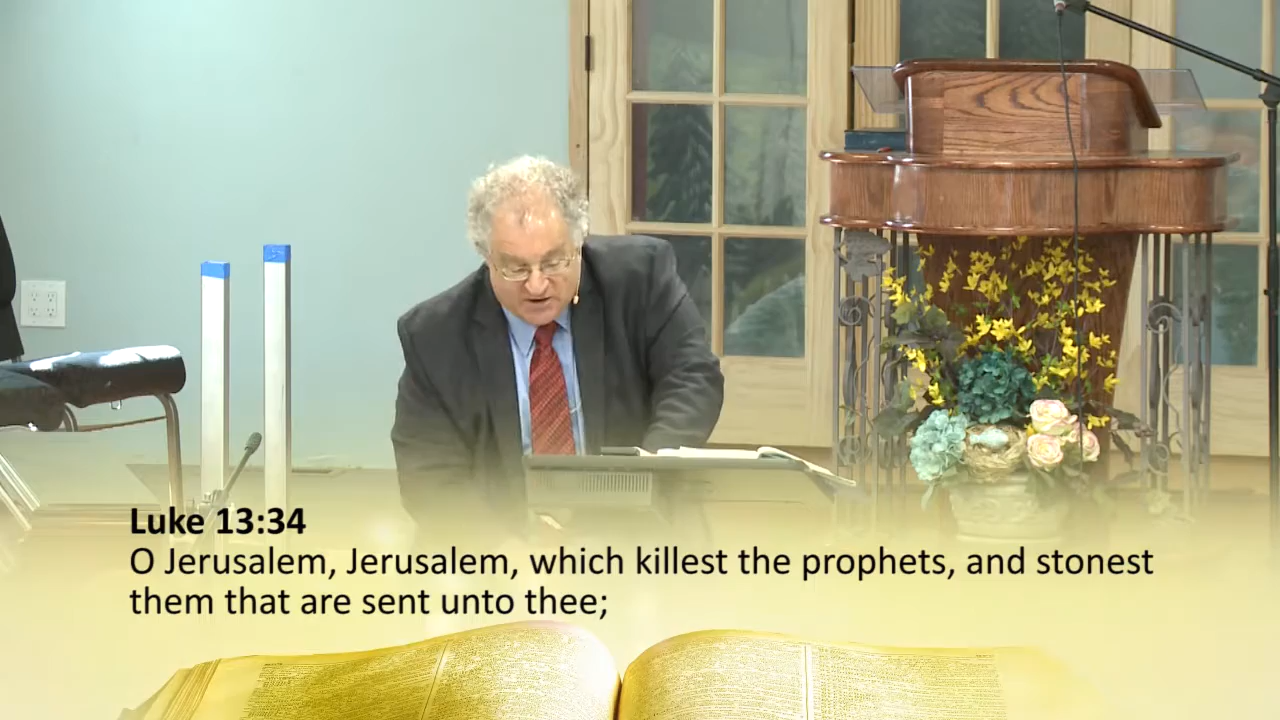 Luke 13:34
O Jerusalem, Jerusalem, which killest the prophets, and stonest
them that are sent unto thee;